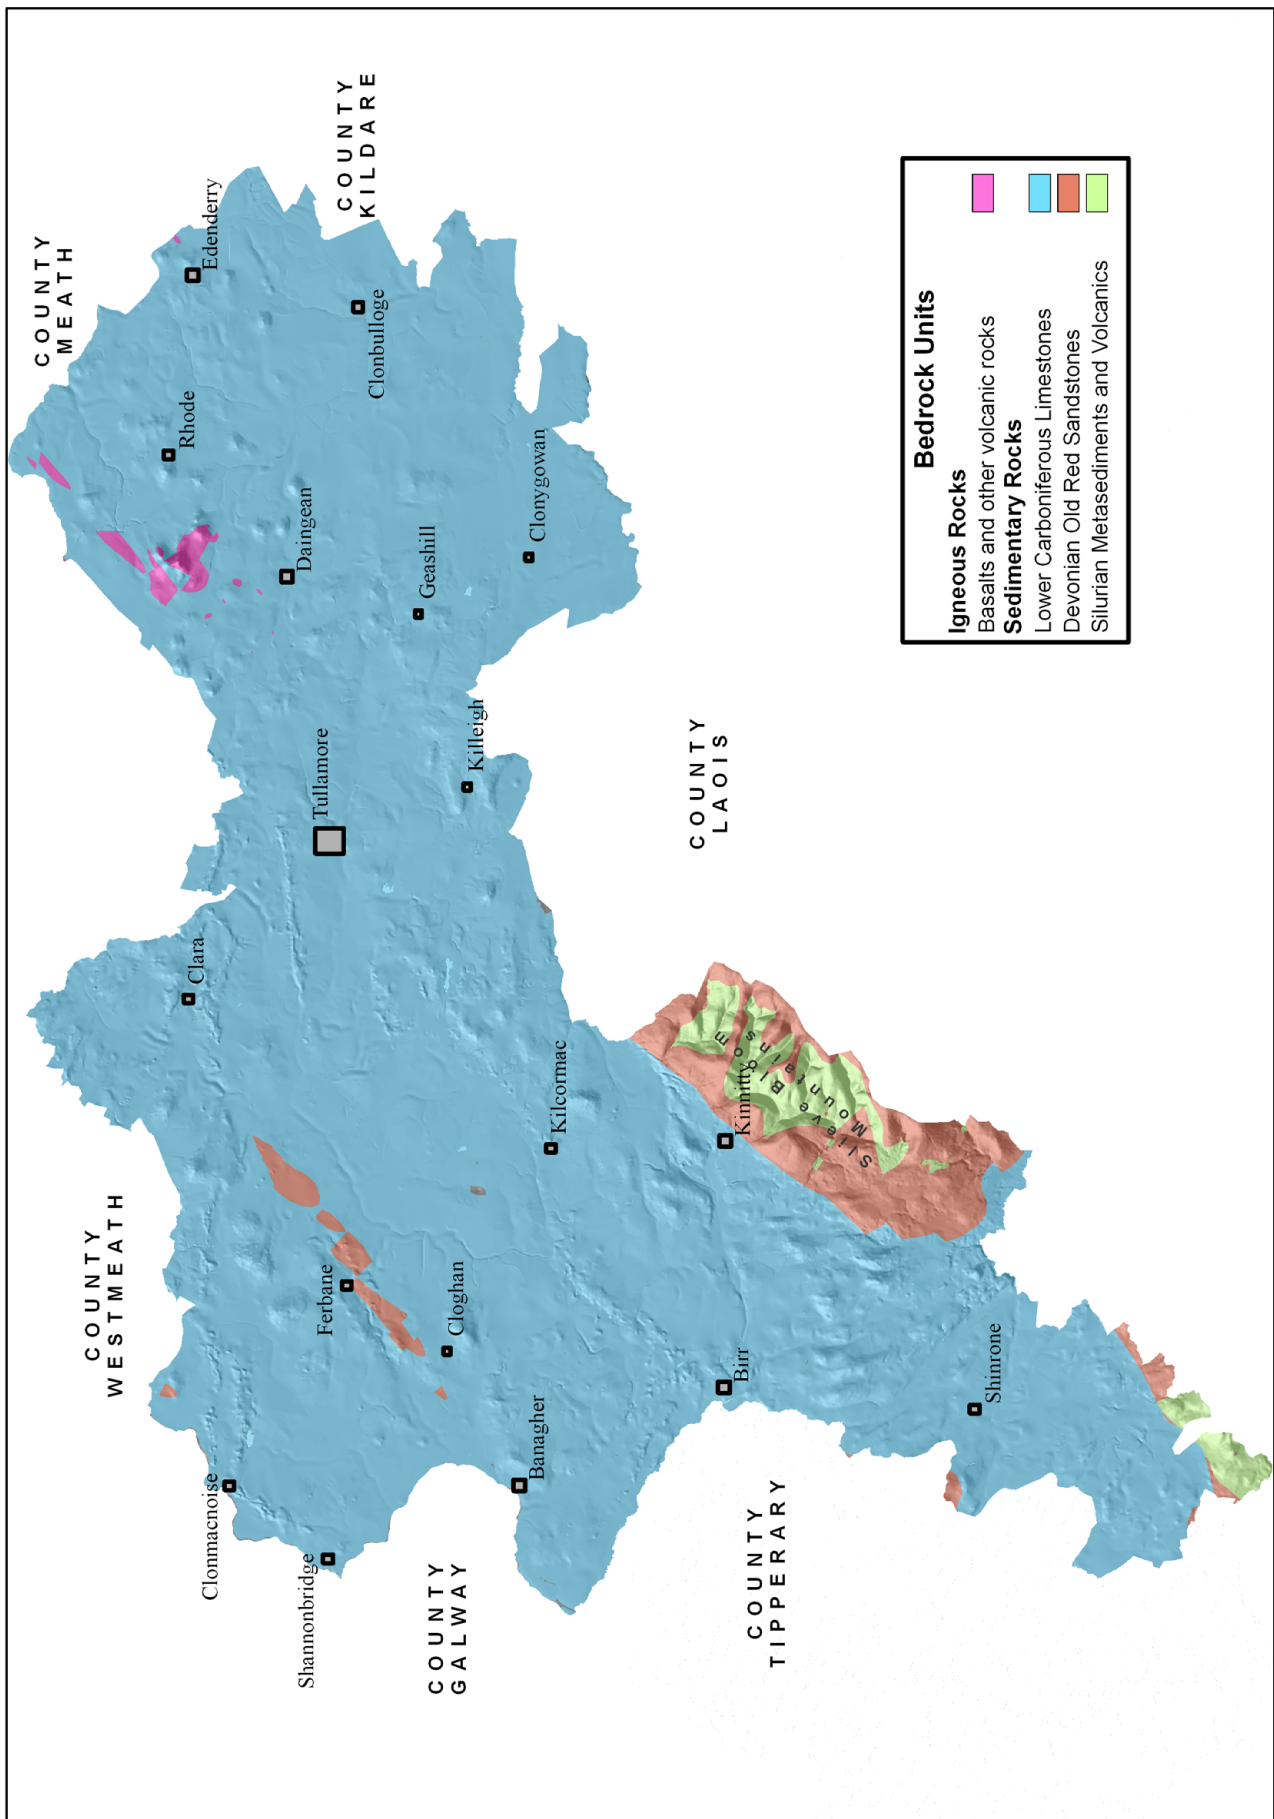 COUNTY
MEATH
COUNTY
KILDARE
COUNTY
WESTMEATH
COUNTY
GALWAY
COUNTY
TIPPERARY
COUNTY
LAOIS
Edenderry
Rhode
Clonbulloge
Daingean
Geashill
Clonygowan
Tullamore
Killeigh
Clara
Kilcormac
Kinnitty
Slieve Bloom
Mountains
Ferbane
Cloghan
Clonmacnoise
Shannonbridge
Banagher
Birr
Shinrone
Bedrock Units
Igneous Rocks
Basalts and other volcanic rocks
Sedimentary Rocks
Lower Carboniferous Limestones
Devonian Old Red Sandstones
Silurian Metasediments and Volcanics